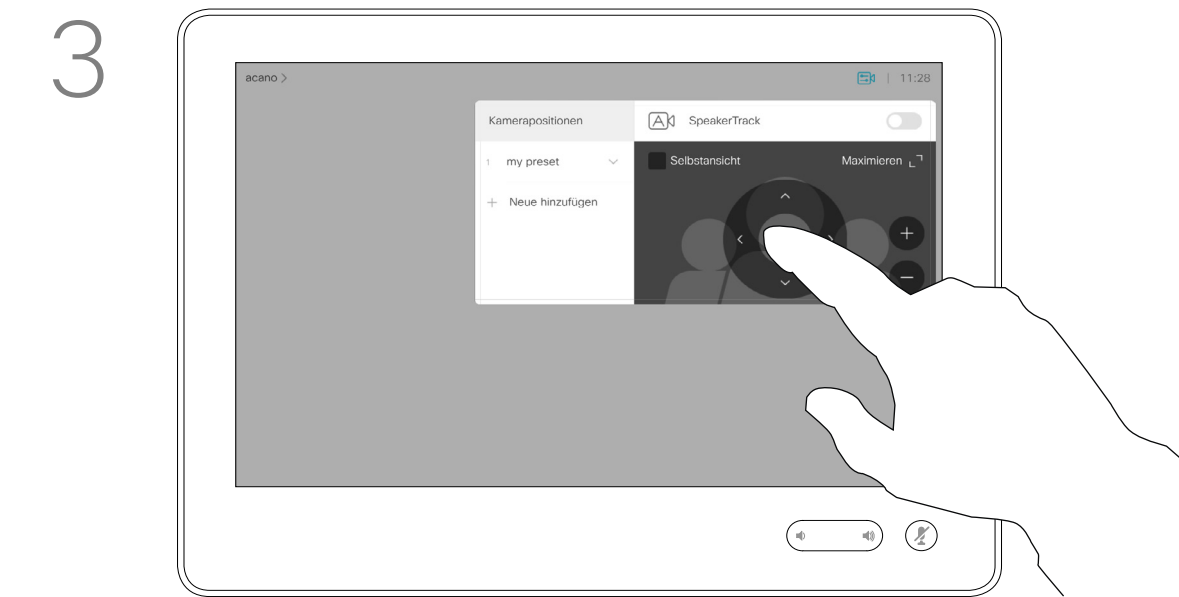 3
acano >
11:28
Kamerapositionen
SpeakerTrack
1 my preset
Selbstansicht
Maximieren
+ Neue hinzufügen